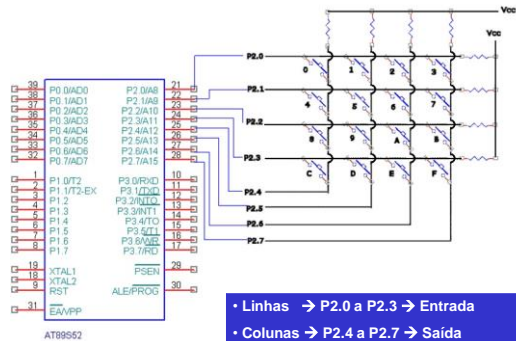 Vcc
Vcc
P2.0
0 1 2 3
P2.1
4 5 6 7
P2.2
8 9 A B
P2.3
C D E F
P2.4
P2.5
P2.6
P2.7
39 P0.0/AD0 P2.0/A8 21
38 P0.1/AD1 P2.1/A9 22
37 P0.2/AD2 P2.2/A10 23
36 P0.3/AD3 P2.3/A11 24
35 P0.4/AD4 P2.4/A12 25
34 P0.5/AD5 P2.5/A13 26
33 P0.6/AD6 P2.6/A14 27
32 P0.7/AD7 P2.7/A15 28
1 P1.0/T2 P3.0/RXD 10
2 P1.1/T2-EX P3.1/TXD 11
3 P1.2 P3.2/INTO 12
4 P1.3 P3.3/INT1 13
5 P1.4 P3.4/TO 14
6 P1.5 P3.5/T1 15
7 P1.6 P3.6/WR 16
8 P1.7 P3.7/RD 17
19 XTAL1 PSEN 29
18 XTAL2
9 RST ALE/PROG 30
31 EA/VPP
AT89S52
• Linhas → P2.0 a P2.3 → Entrada
• Colunas → P2.4 a P2.7 → Saída